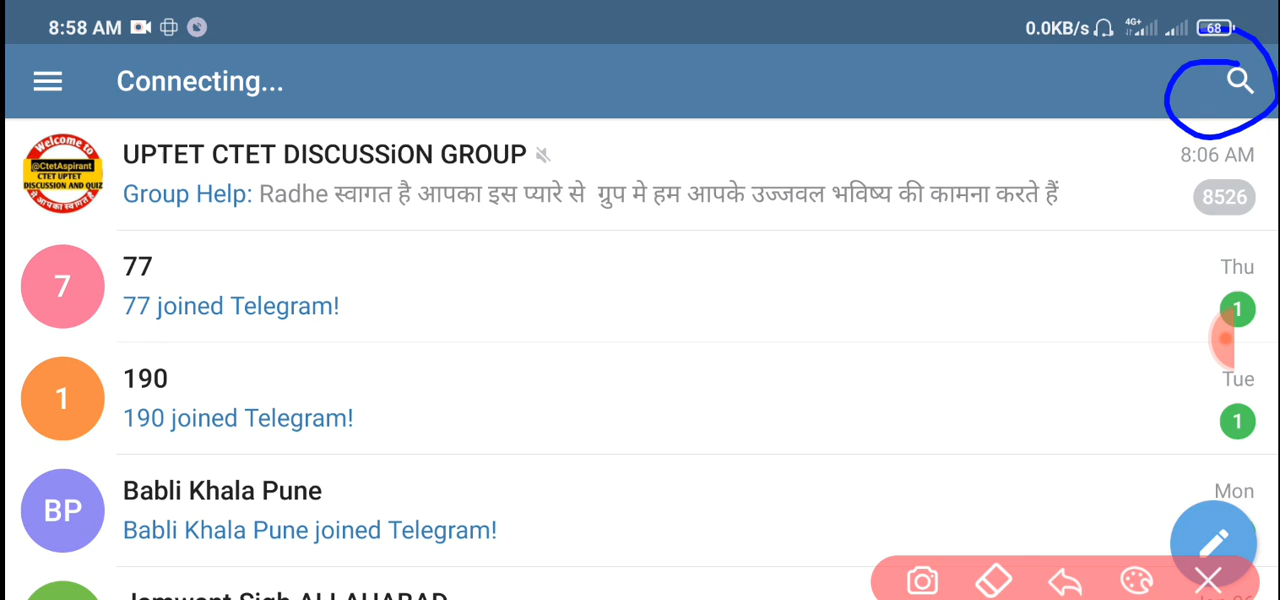 8:58 AM 0.0KB/s 4G+ 68
Connecting...
Welcome to
@CtetAspirant
CTET UPTET
DISCUSSION AND QUIZ
UPTET CTET DISCUSSiON GROUP 8:06 AM
Group Help: Radhe स्वागत है आपका इस प्यारे से ग्रुप मे हम आपके उज्जवल भविष्य की कामना करते हैं 8526
7 77 Thu
77 joined Telegram! 1
1 190 Tue
190 joined Telegram! 1
BP Babli Khala Pune Mon
Babli Khala Pune joined Telegram!